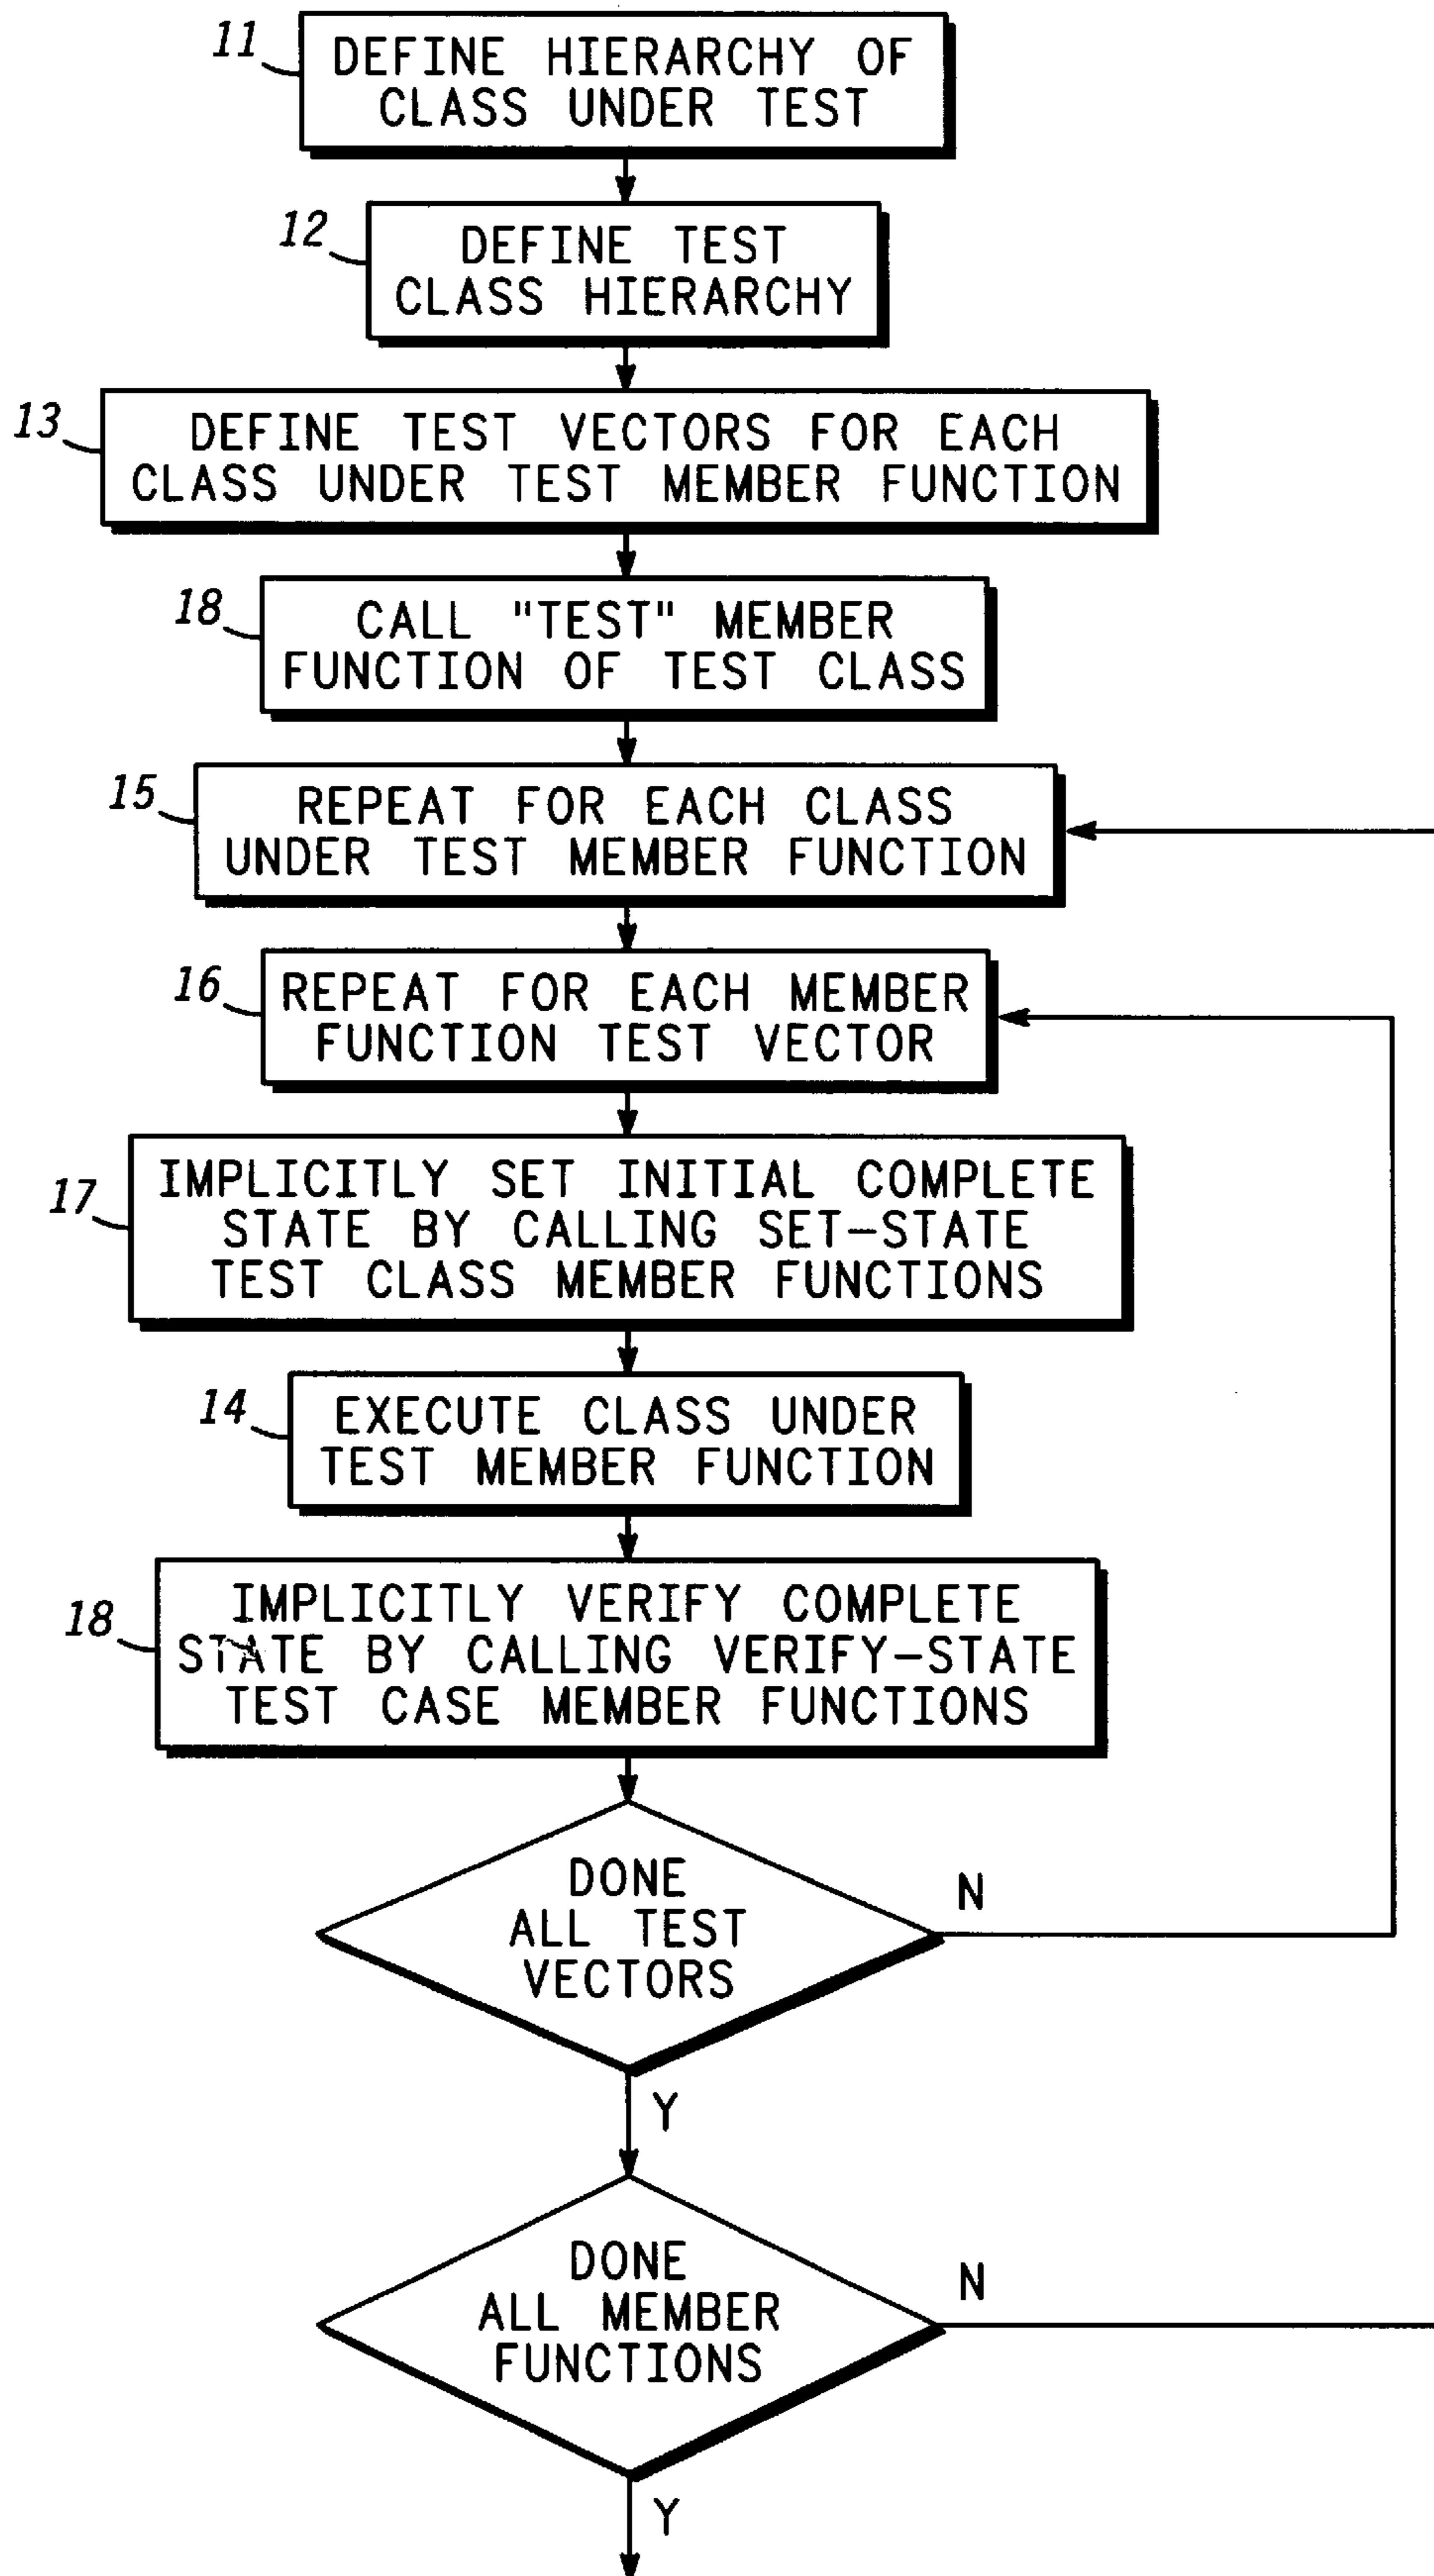 11
DEFINE HIERARCHY OF
CLASS UNDER TEST
12
DEFINE TEST
CLASS HIERARCHY
13
DEFINE TEST VECTORS FOR EACH
CLASS UNDER TEST MEMBER FUNCTION
18
CALL "TEST" MEMBER
FUNCTION OF TEST CLASS
15
REPEAT FOR EACH CLASS
UNDER TEST MEMBER FUNCTION
16
REPEAT FOR EACH MEMBER
FUNCTION TEST VECTOR
17
IMPLICITLY SET INITIAL COMPLETE
STATE BY CALLING SET-STATE
TEST CLASS MEMBER FUNCTIONS
14
EXECUTE CLASS UNDER
TEST MEMBER FUNCTION
18
IMPLICITLY VERIFY COMPLETE
STATE BY CALLING VERIFY-STATE
TEST CASE MEMBER FUNCTIONS
DONE
ALL TEST
VECTORS
N
Y
DONE
ALL MEMBER
FUNCTIONS
N
Y